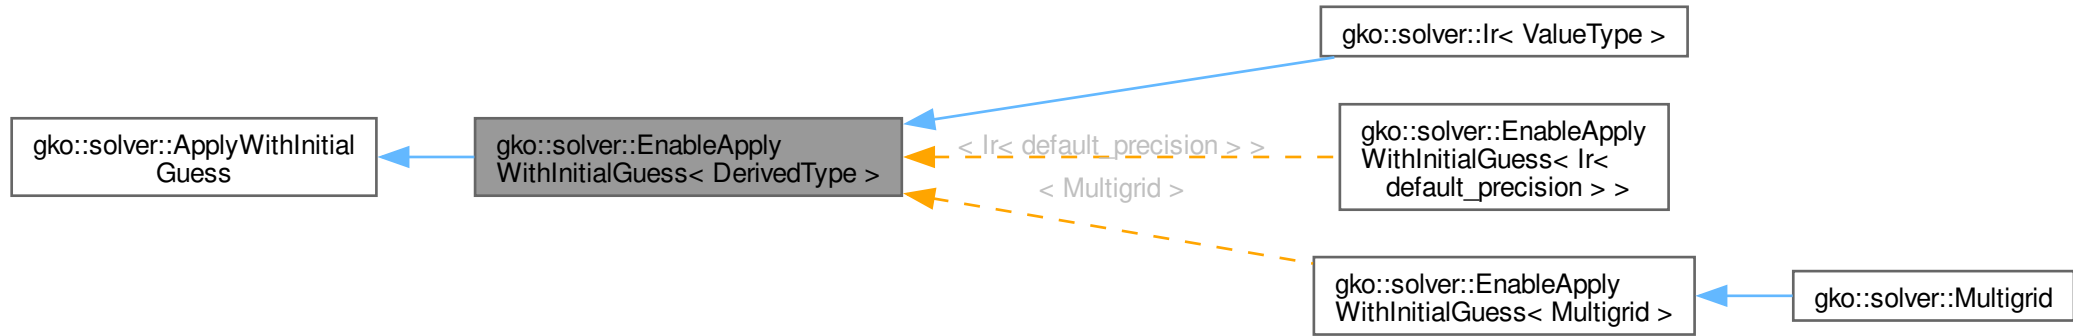 gko::solver::ApplyWithInitial
Guess
gko::solver::EnableApply
WithInitialGuess< DerivedType >
gko::solver::Ir< ValueType >
< Ir< default_precision > >
gko::solver::EnableApply
WithInitialGuess< Ir<
default_precision > >
< Multigrid >
gko::solver::EnableApply
WithInitialGuess< Multigrid >
gko::solver::Multigrid